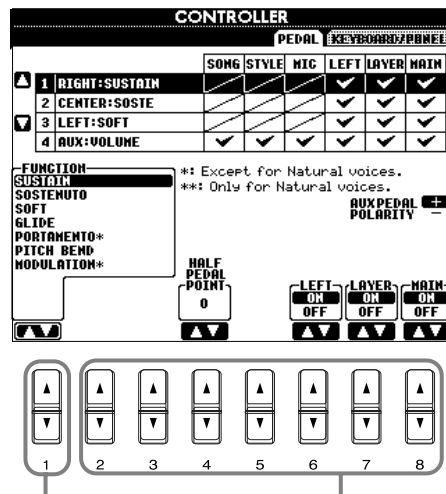 CONTROLLER
PEDAL KEYBOARD/PANEL
SONG STYLE MIC LEFT LAYER MAIN
1 RIGHT:SUSTAIN
2 CENTER:SOSTE
3 LEFT:SOFT
4 AUX:VOLUME
FUNCTION
SUSTAIN
SOSTENUTO
SOFT
GLIDE
PORTAMENTO*
PITCH BEND
MODULATION*
*: Except for Natural voices.
**: Only for Natural voices.
AUX PEDAL +
POLARITY −
HALF
PEDAL
POINT
0
LEFT LAYER MAIN
ON ON ON
OFF OFF OFF
1 2 3 4 5 6 7 8